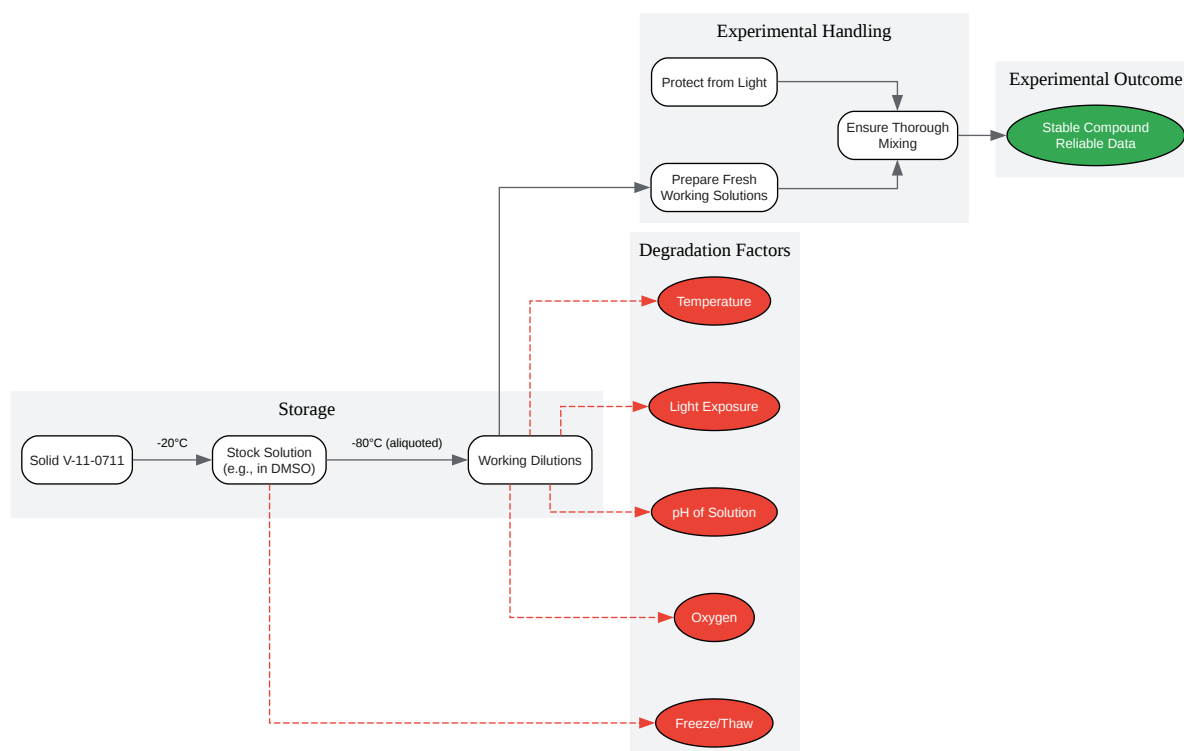 Experimental Handling
Protect from Light
Ensure Thorough
Mixing
Prepare Fresh
Working Solutions
Experimental Outcome
Stable Compound
Reliable Data
Degradation Factors
Temperature
Light Exposure
pH of Solution
Oxygen
Freeze/Thaw
Storage
Solid V-11-0711
-20°C
Stock Solution
(e.g., in DMSO)
-80°C (aliquoted)
Working Dilutions